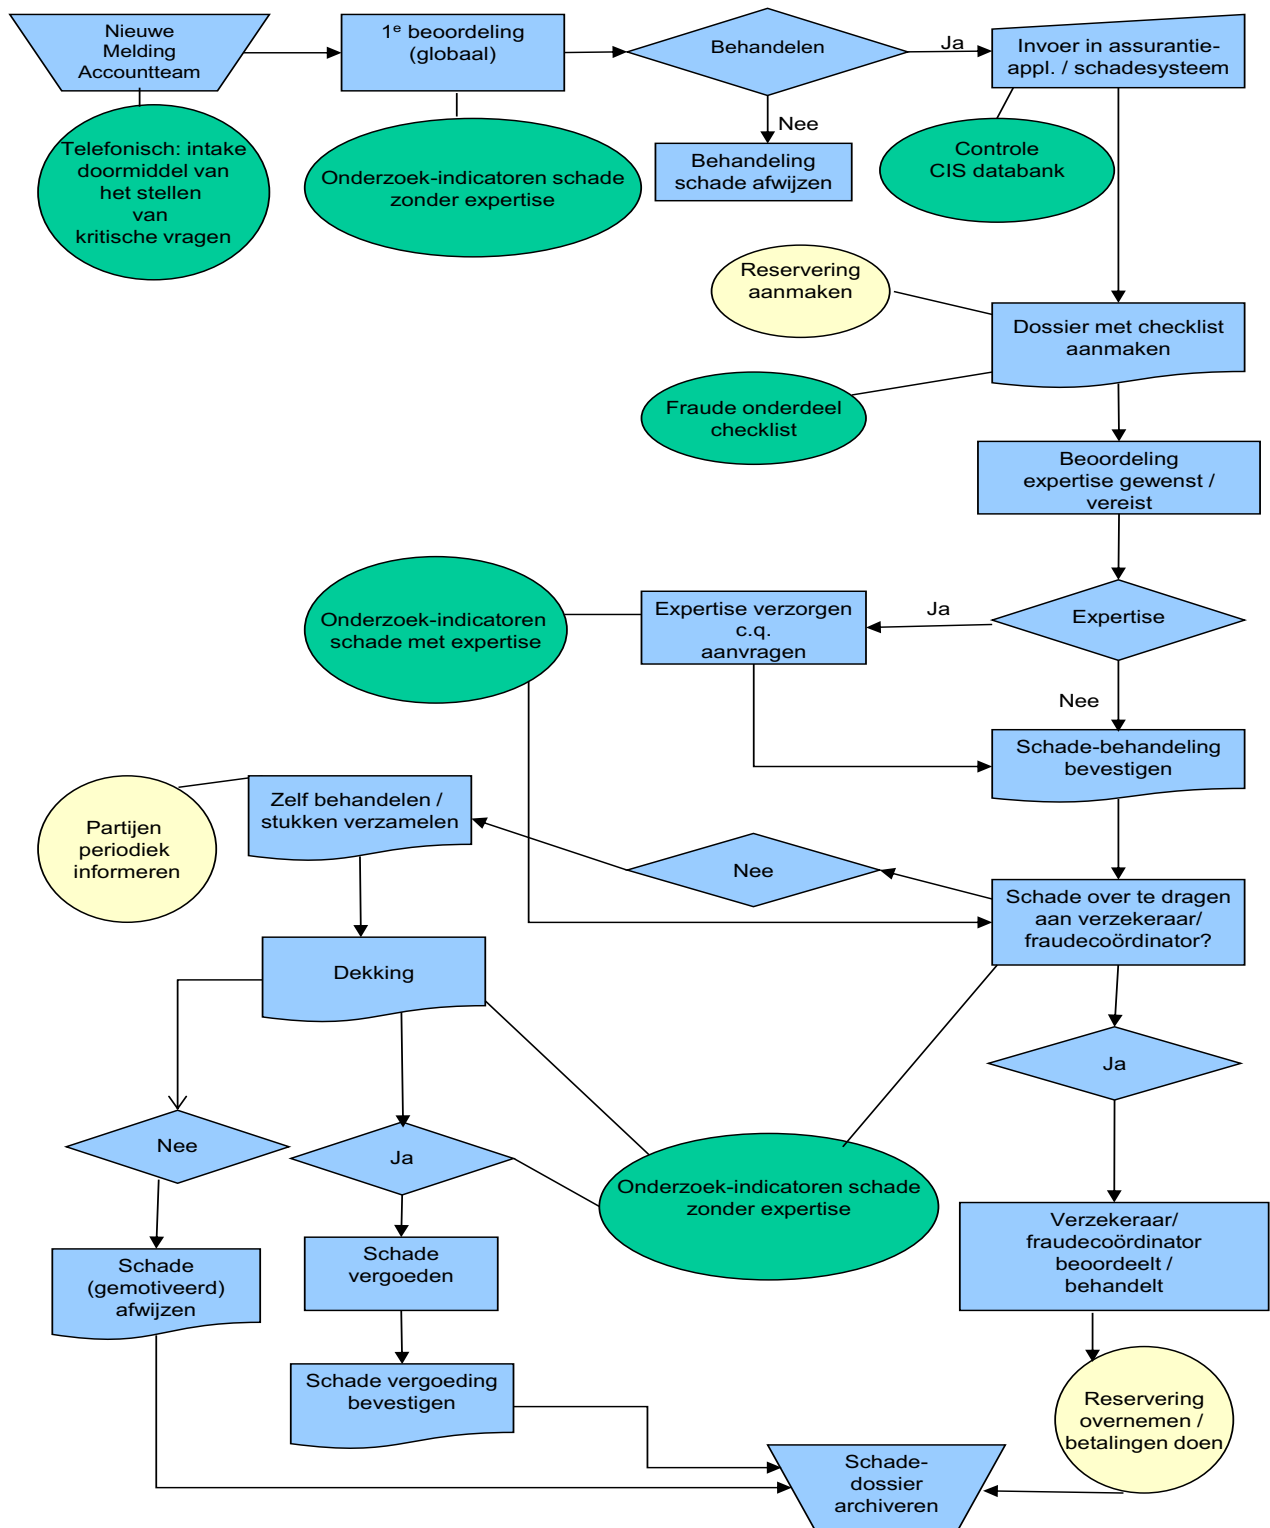 Nieuwe
Melding
Accountteam
1e beoordeling
(globaal)
Behandelen
Ja
Invoer in assurantie-
appl. / schadesysteem
Telefonisch: intake
doormiddel van
het stellen
van
kritische vragen
Onderzoek-indicatoren schade
zonder expertise
Nee
Behandeling
schade afwijzen
Controle
CIS databank
Reservering
aanmaken
Dossier met checklist
aanmaken
Fraude onderdeel
checklist
Beoordeling
expertise gewenst /
vereist
Onderzoek-indicatoren
schade met expertise
Expertise verzorgen
c.q.
aanvragen
Ja
Expertise
Nee
Schade-behandeling
bevestigen
Partijen
periodiek
informeren
Zelf behandelen /
stukken verzamelen
Nee
Schade over te dragen
aan verzekeraar/
fraudecoördinator?
Dekking
Ja
Nee
Ja
Onderzoek-indicatoren schade
zonder expertise
Verzekeraar/
fraudecoördinator
beoordeelt /
behandelt
Schade
(gemotiveerd)
afwijzen
Schade
vergoeden
Schade vergoeding
bevestigen
Reservering
overnemen /
betalingen doen
Schade-
dossier
archiveren